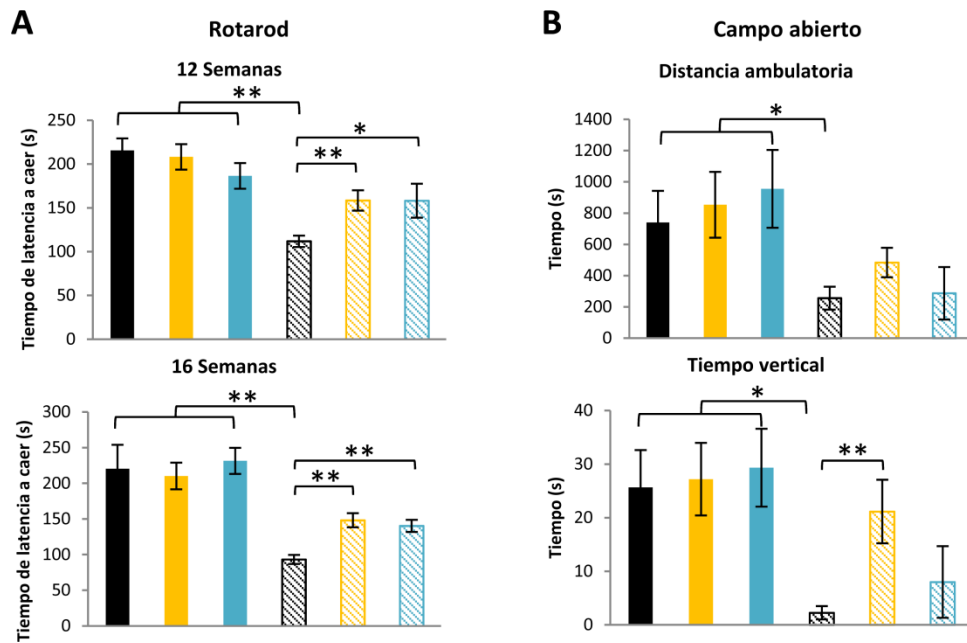 A
Rotarod
12 Semanas
Tiempo de latencia a caer (s)
250
200
150
100
50
0
**
**
*
16 Semanas
Tiempo de latencia a caer (s)
300
250
200
150
100
50
0
**
**
**
B
Campo abierto
Distancia ambulatoria
Tiempo (s)
1400
1200
1000
800
600
400
200
0
*
Tiempo vertical
Tiempo (s)
40
30
20
10
0
*
**